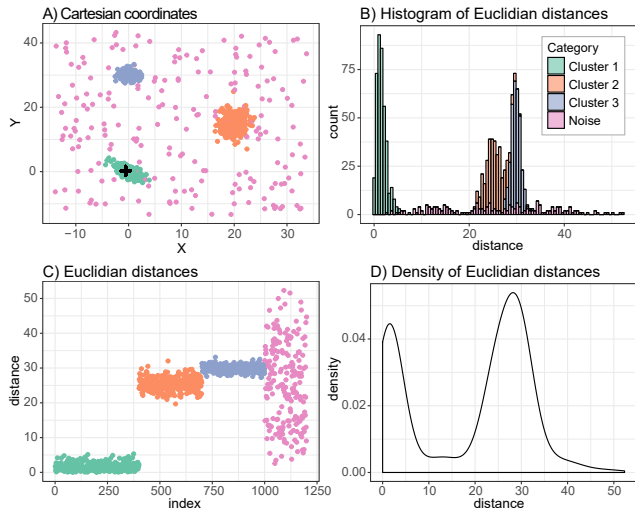 A) Cartesian coordinates
40
20
0
Y
−10 0 10 20 30
X
B) Histogram of Euclidian distances
75
50
25
0
count
0 20 40
distance
Category
Cluster 1
Cluster 2
Cluster 3
Noise
C) Euclidian distances
50
40
30
20
10
0
distance
0 250 500 750 1000 1250
index
D) Density of Euclidian distances
0.04
0.02
0.00
density
0 10 20 30 40 50
distance